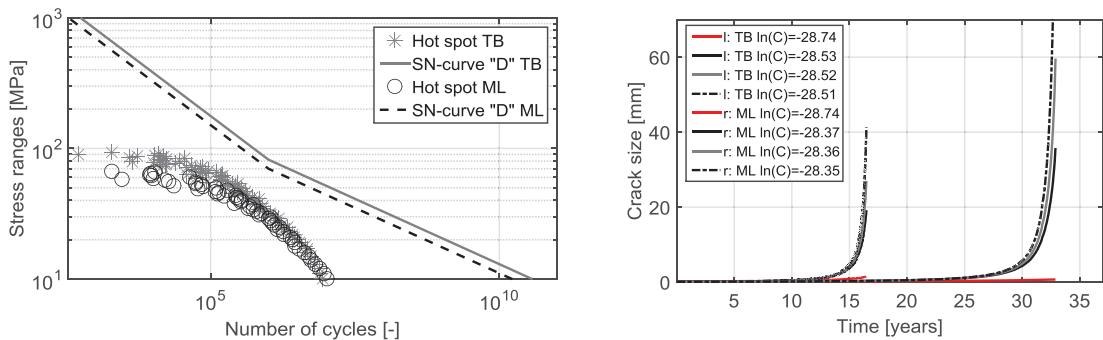 10^3
10^2
10^1
Stress ranges [MPa]
10^5
10^10
Number of cycles [-]
Hot spot TB
SN-curve "D" TB
Hot spot ML
SN-curve "D" ML
60
40
20
0
Crack size [mm]
5
10
15
20
25
30
35
Time [years]
l: TB ln(C)=-28.74
l: TB ln(C)=-28.53
l: TB ln(C)=-28.52
l: TB ln(C)=-28.51
r: ML ln(C)=-28.74
r: ML ln(C)=-28.37
r: ML ln(C)=-28.36
r: ML ln(C)=-28.35